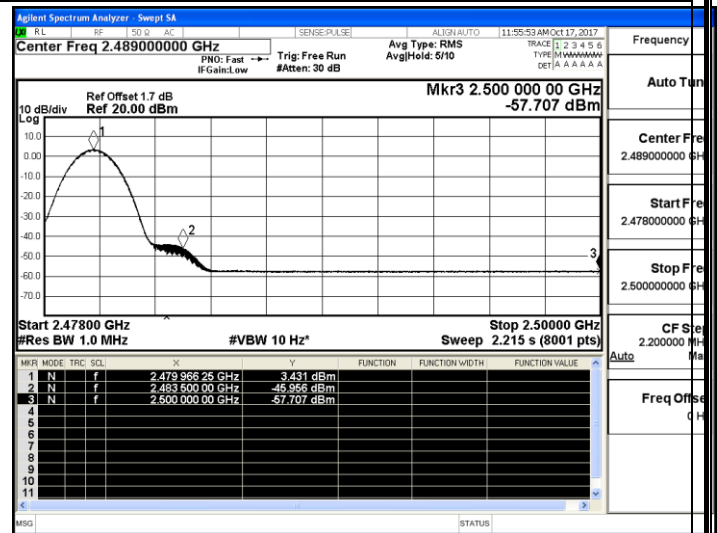 Agilent Spectrum Analyzer - Swept SA
RL RF 50 Ω AC SENSE:PULSE ALIGNAUTO 11:55:53 AM Oct 17, 2017
Center Freq 2.489000000 GHz
PNO: Fast
IFGain:Low
Trig: Free Run
#Atten: 30 dB
Avg Type: RMS
Avg|Hold: 5/10
TRACE 1 2 3 4 5 6
TYPE M W W W W W
DET A A A A A A
Ref Offset 1.7 dB
10 dB/div Ref 20.00 dBm
Log
Mkr3 2.500 000 00 GHz
-57.707 dBm
10.0
0.00
-10.0
-20.0
-30.0
-40.0
-50.0
-60.0
-70.0
1
2
3
Start 2.47800 GHz Stop 2.50000 GHz
#Res BW 1.0 MHz #VBW 10 Hz* Sweep 2.215 s (8001 pts)
MKR MODE TRC SCL X Y FUNCTION FUNCTION WIDTH FUNCTION VALUE
1 N f 2.479 966 25 GHz 3.431 dBm
2 N f 2.483 500 00 GHz -45.956 dBm
3 N f 2.500 000 00 GHz -57.707 dBm
4
5
6
7
8
9
10
11
MSG STATUS
Frequency
Auto Tun
Center Fre
2.489000000 GH
Start Fre
2.478000000 GH
Stop Fre
2.500000000 GH
CF Step
2.200000 MH
Auto Ma
Freq Offse
0 H